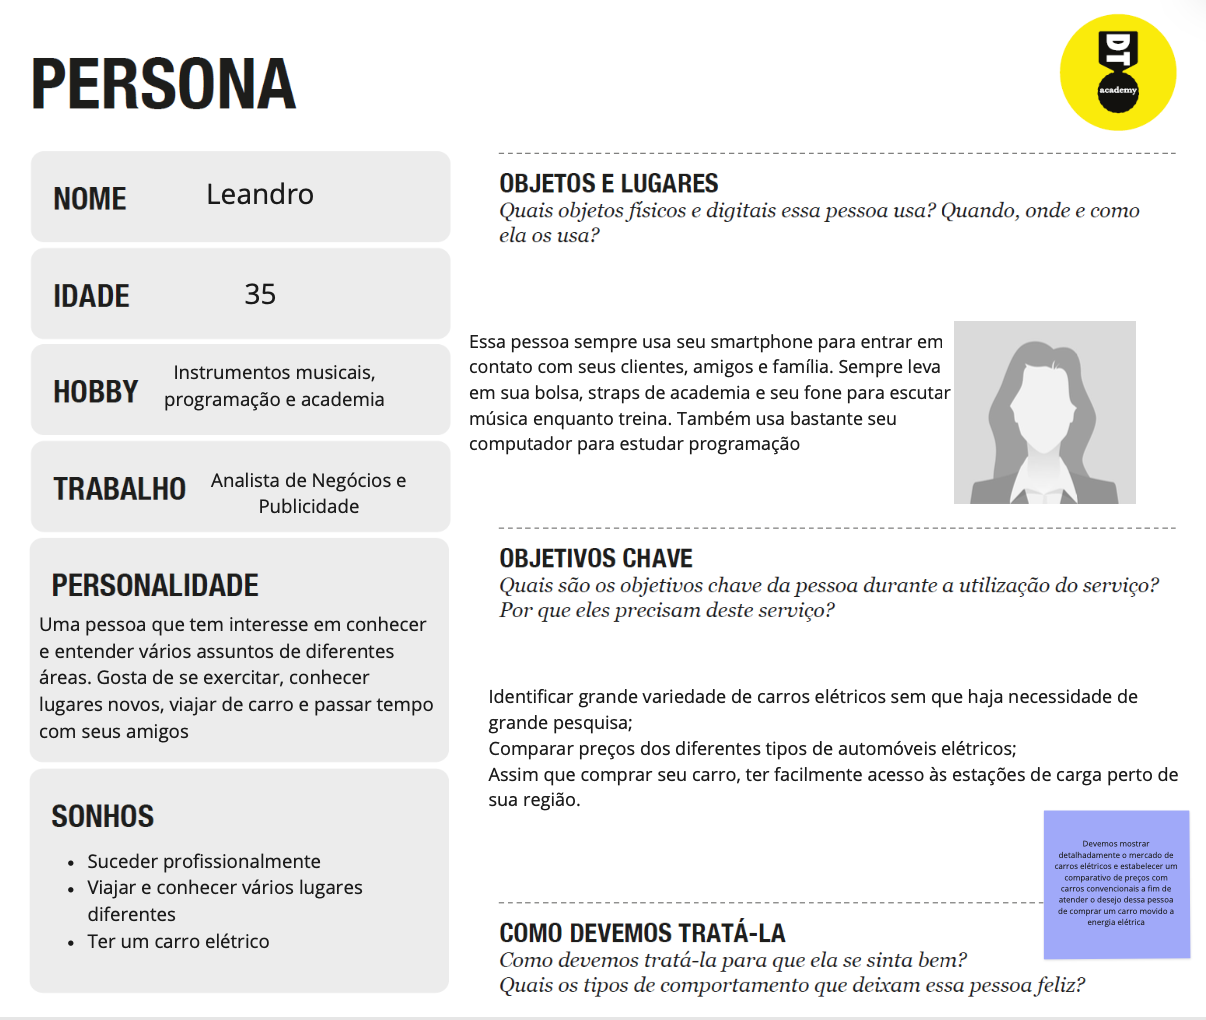 PERSONA
DT
academy
NOME
Leandro
IDADE
35
HOBBY
Instrumentos musicais,
programação e academia
TRABALHO
Analista de Negócios e
Publicidade
PERSONALIDADE
Uma pessoa que tem interesse em conhecer
e entender vários assuntos de diferentes
áreas. Gosta de se exercitar, conhecer
lugares novos, viajar de carro e passar tempo
com seus amigos
SONHOS
• Suceder profissionalmente
• Viajar e conhecer vários lugares
diferentes
• Ter um carro elétrico
OBJETOS E LUGARES
Quais objetos físicos e digitais essa pessoa usa? Quando, onde e como
ela os usa?
Essa pessoa sempre usa seu smartphone para entrar em
contato com seus clientes, amigos e família. Sempre leva
em sua bolsa, straps de academia e seu fone para escutar
música enquanto treina. Também usa bastante seu
computador para estudar programação
OBJETIVOS CHAVE
Quais são os objetivos chave da pessoa durante a utilização do serviço?
Por que eles precisam deste serviço?
Identificar grande variedade de carros elétricos sem que haja necessidade de
grande pesquisa;
Comparar preços dos diferentes tipos de automóveis elétricos;
Assim que comprar seu carro, ter facilmente acesso às estações de carga perto de
sua região.
Devemos mostrar
detalhadamente o mercado de
carros elétricos e estabelecer um
comparativo de preços com
carros convencionais a fim de
atender o desejo dessa pessoa
de comprar um carro movido a
energia elétrica
COMO DEVEMOS TRATÁ-LA
Como devemos tratá-la para que ela se sinta bem?
Quais os tipos de comportamento que deixam essa pessoa feliz?